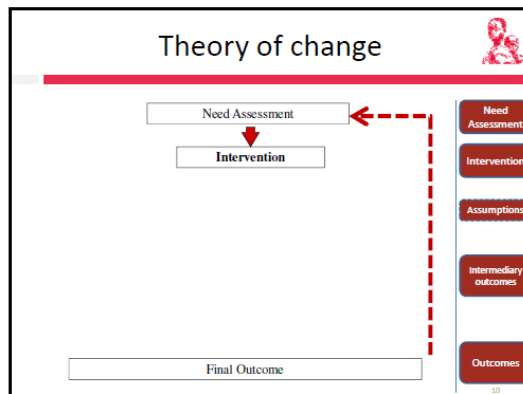 Theory of change
Need Assessment
Intervention
Final Outcome
Need
Assessment
Intervention
Assumptions
Intermediary
outcomes
Outcomes
10